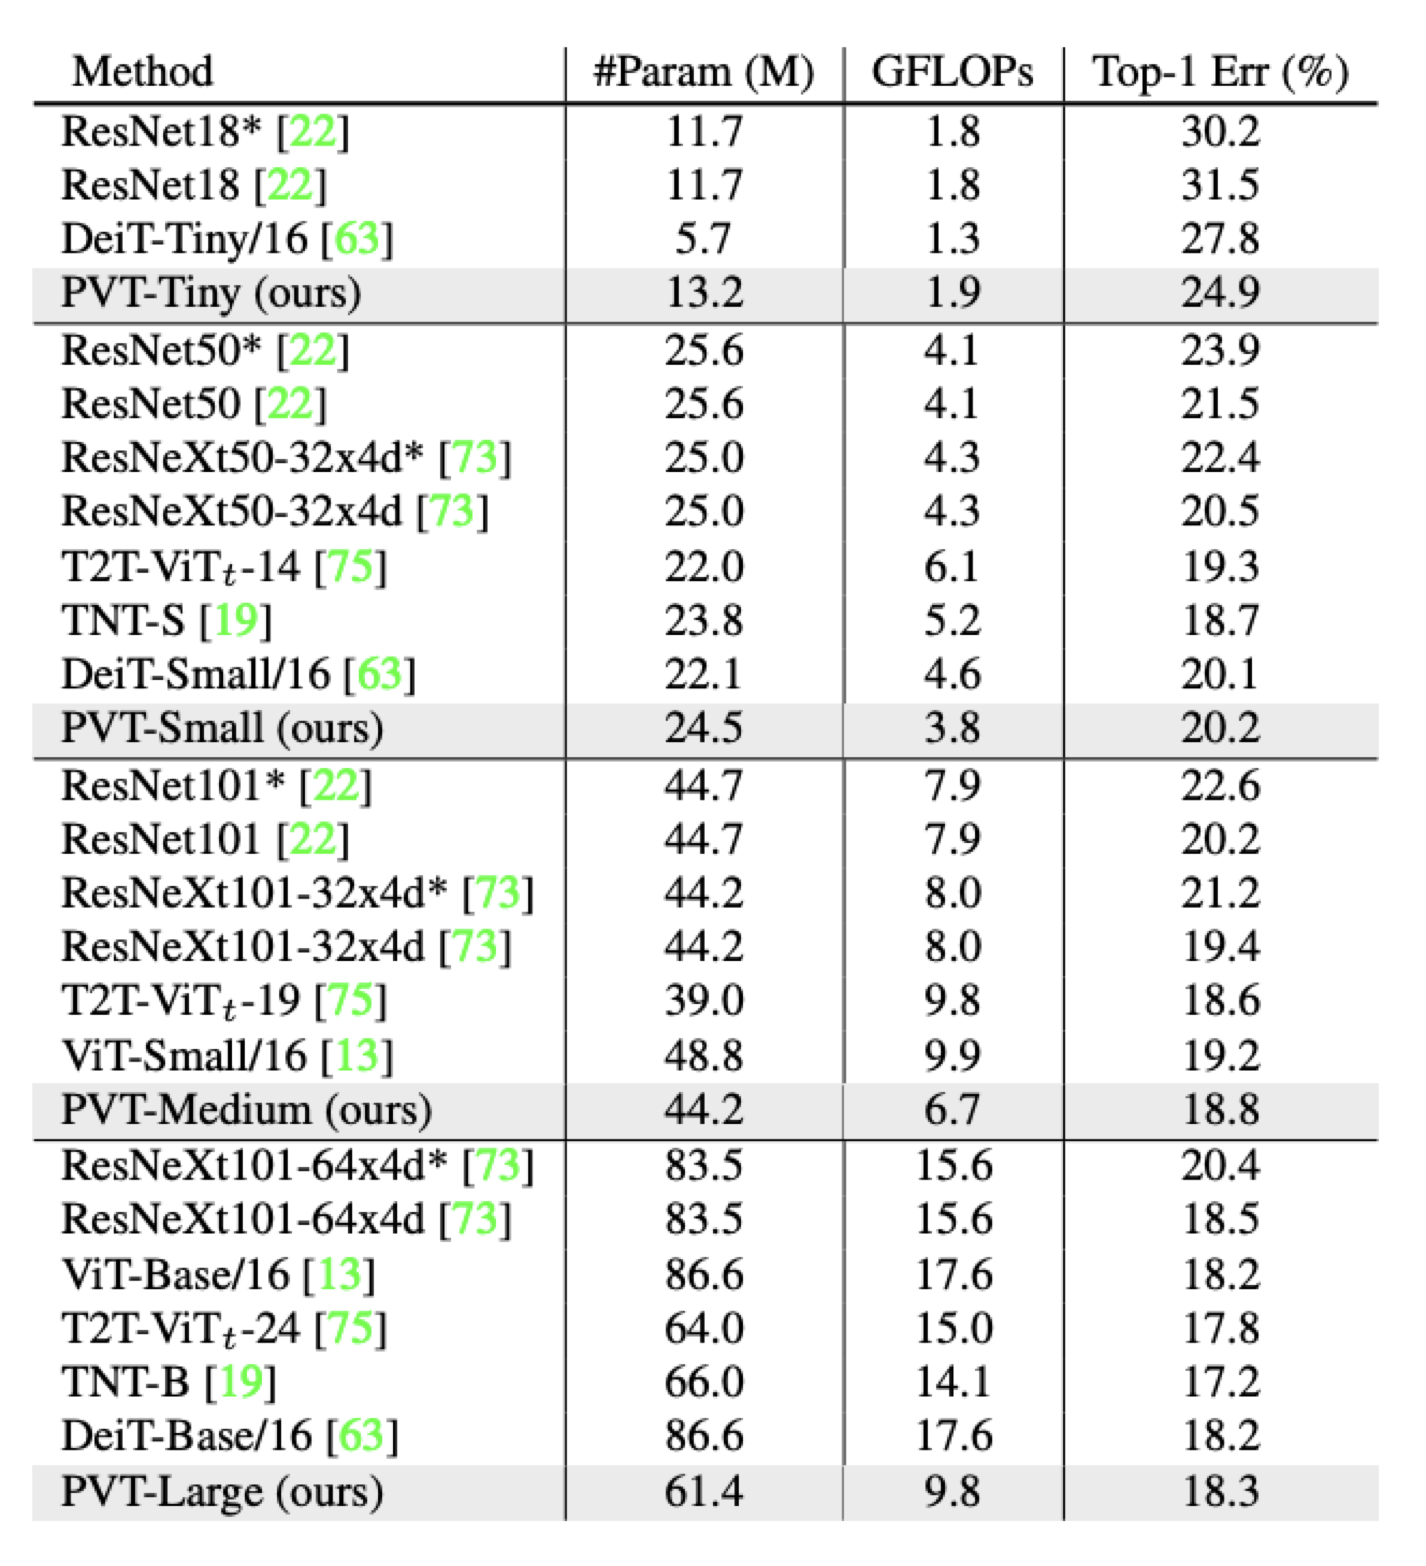 Method #Param (M) GFLOPs Top-1 Err (%)
ResNet18* [22] 11.7 1.8 30.2
ResNet18 [22] 11.7 1.8 31.5
DeiT-Tiny/16 [63] 5.7 1.3 27.8
PVT-Tiny (ours) 13.2 1.9 24.9
ResNet50* [22] 25.6 4.1 23.9
ResNet50 [22] 25.6 4.1 21.5
ResNeXt50-32x4d* [73] 25.0 4.3 22.4
ResNeXt50-32x4d [73] 25.0 4.3 20.5
T2T-ViTt-14 [75] 22.0 6.1 19.3
TNT-S [19] 23.8 5.2 18.7
DeiT-Small/16 [63] 22.1 4.6 20.1
PVT-Small (ours) 24.5 3.8 20.2
ResNet101* [22] 44.7 7.9 22.6
ResNet101 [22] 44.7 7.9 20.2
ResNeXt101-32x4d* [73] 44.2 8.0 21.2
ResNeXt101-32x4d [73] 44.2 8.0 19.4
T2T-ViTt-19 [75] 39.0 9.8 18.6
ViT-Small/16 [13] 48.8 9.9 19.2
PVT-Medium (ours) 44.2 6.7 18.8
ResNeXt101-64x4d* [73] 83.5 15.6 20.4
ResNeXt101-64x4d [73] 83.5 15.6 18.5
ViT-Base/16 [13] 86.6 17.6 18.2
T2T-ViTt-24 [75] 64.0 15.0 17.8
TNT-B [19] 66.0 14.1 17.2
DeiT-Base/16 [63] 86.6 17.6 18.2
PVT-Large (ours) 61.4 9.8 18.3